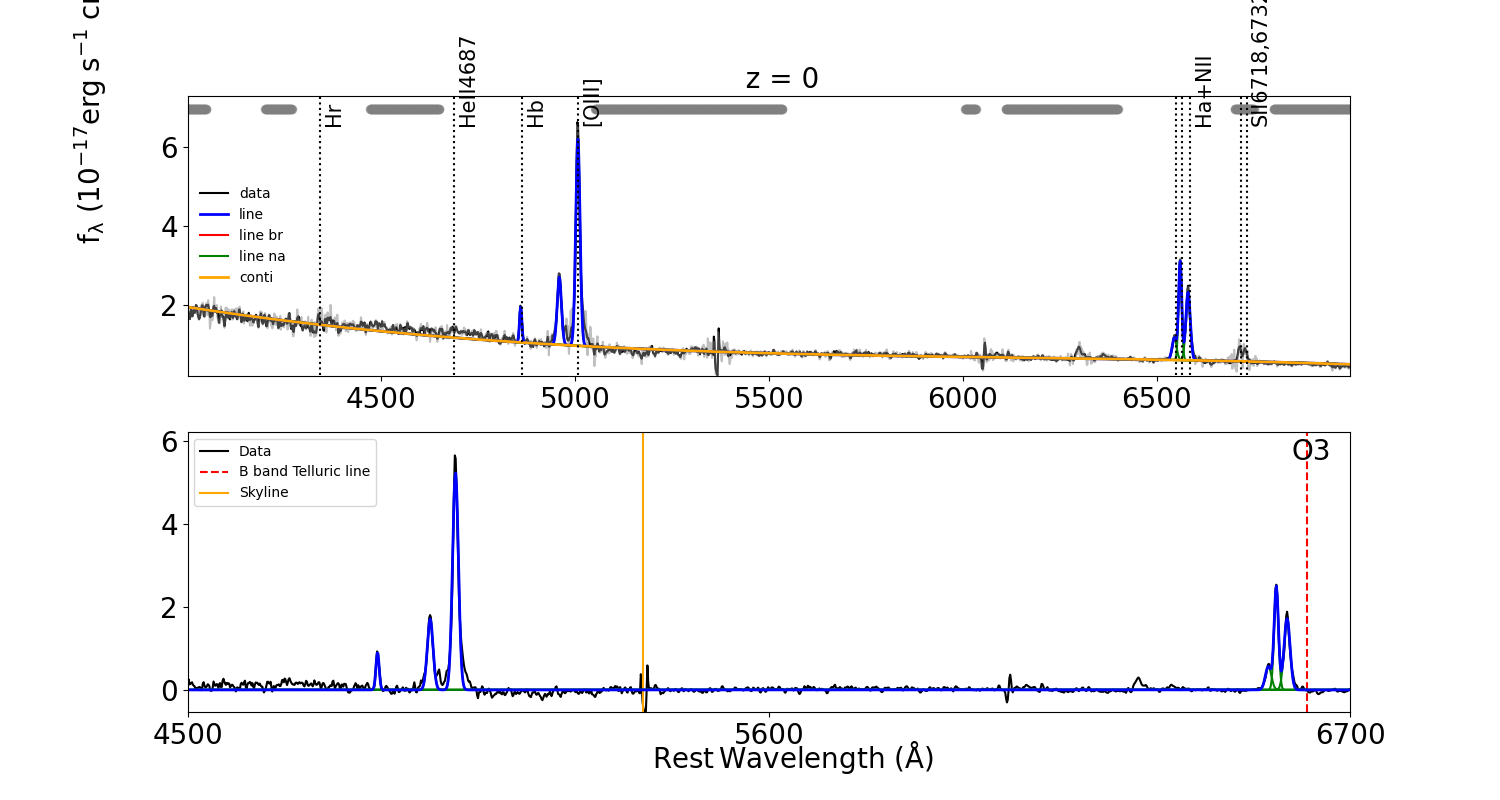 z = 0
f_λ (10^−17 erg s^−1 c
Hr
HeII4687
Hb
[OIII]
Ha+NII
SII6718,6732
6
4
2
data
line
line br
line na
conti
4500
5000
5500
6000
6500
6
4
2
0
Data
B band Telluric line
Skyline
O3
4500
5600
6700
Rest Wavelength (Å)